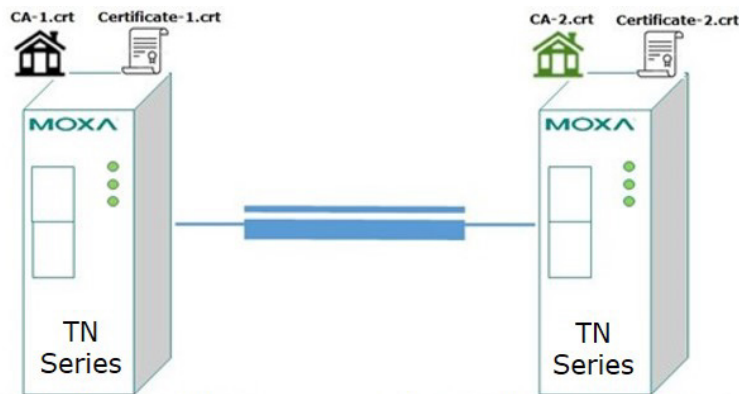 CA-1.crt Certificate-1.crt
CA-2.crt Certificate-2.crt
MOXA
MOXA
TN
Series
TN
Series